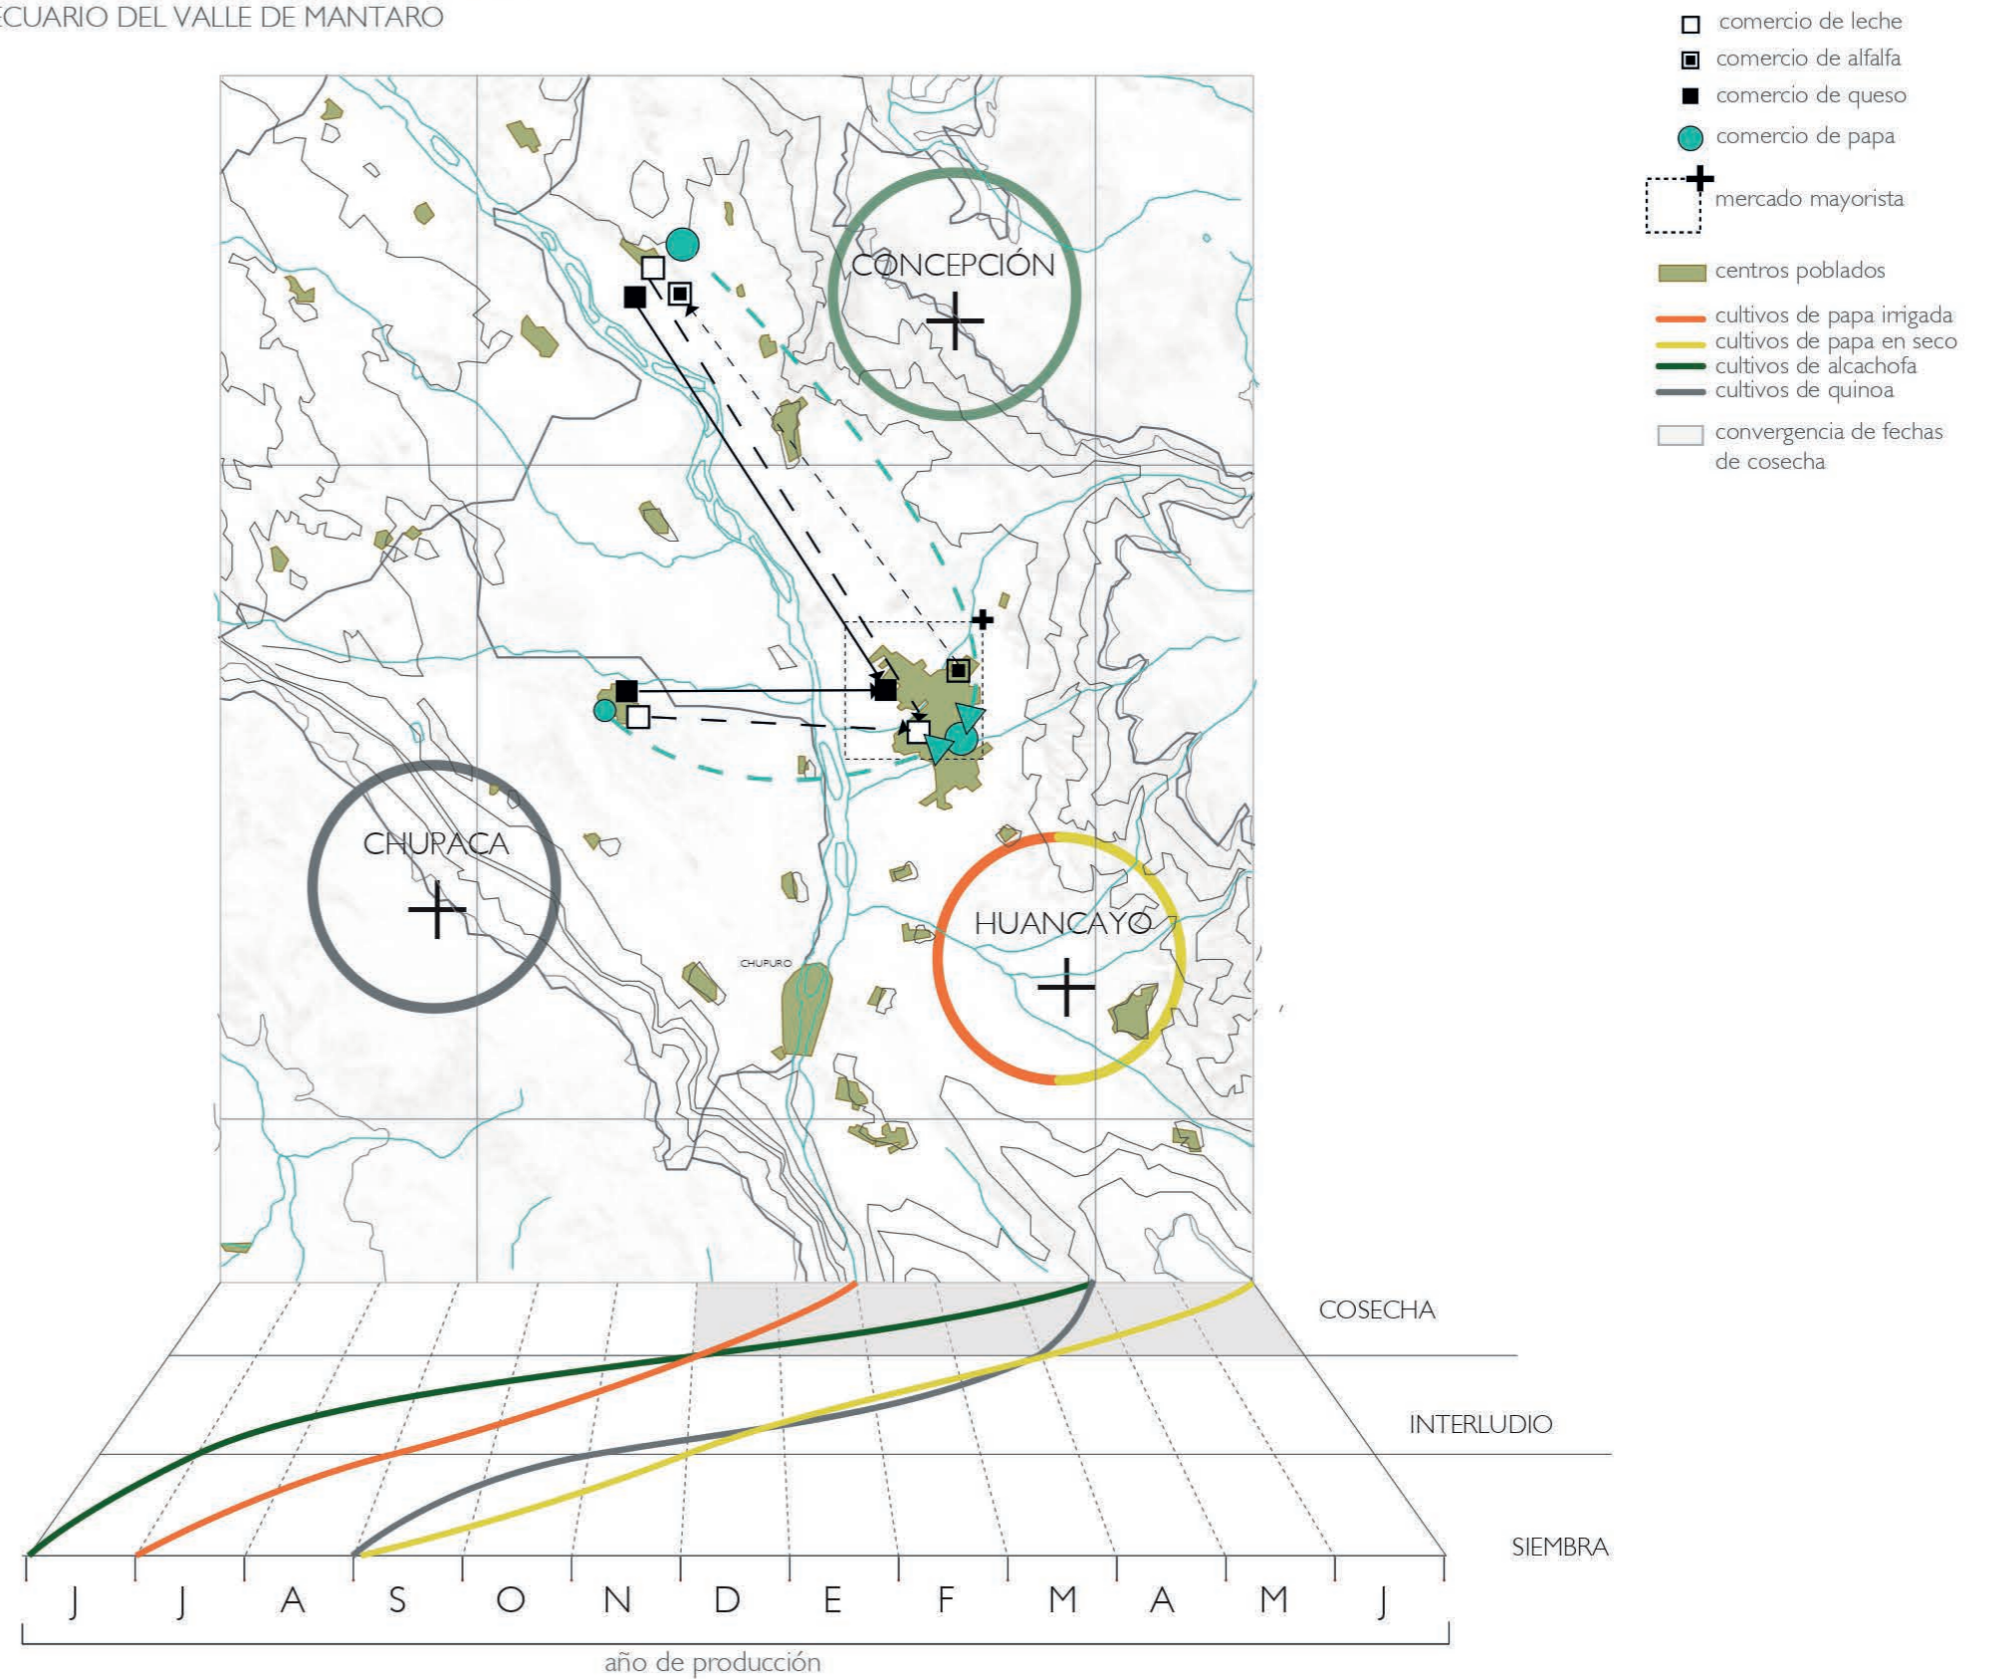 ECUARIO DEL VALLE DE MANTARO
comercio de leche
comercio de alfalfa
comercio de queso
comercio de papa
mercado mayorista
centros poblados
cultivos de papa irrigada
cultivos de papa en seco
cultivos de alcachofa
cultivos de quinoa
convergencia de fechas
de cosecha
CONCEPCIÓN
CHUPACA
HUANCAYO
CHUPURO
COSECHA
INTERLUDIO
SIEMBRA
J J A S O N D E F M A M J
año de producción